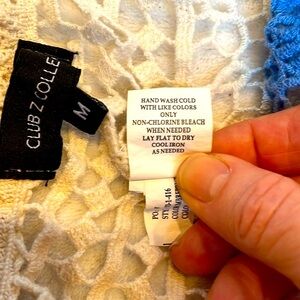 CLUB Z COLLE
M
HAND WASH COLD
WITH LIKE COLORS
ONLY
NON-CHLORINE BLEACH
WHEN NEEDED
LAY FLAT TO DRY
COOL IRON
AS NEEDED